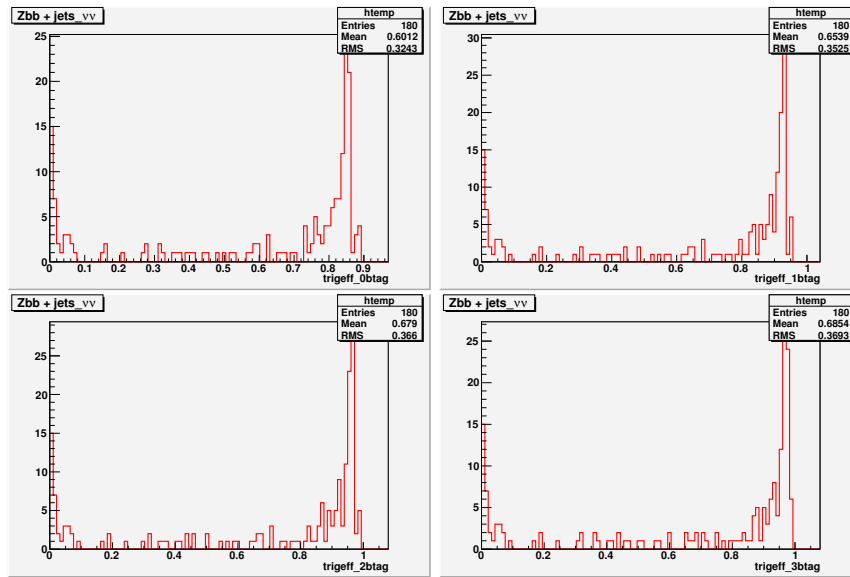 Zbb + jets_νν
htemp
Entries 180
Mean 0.6012
RMS 0.3243
25
20
15
10
5
0
0 0.1 0.2 0.3 0.4 0.5 0.6 0.7 0.8 0.9
trigeff_0btag
Zbb + jets_νν
htemp
Entries 180
Mean 0.6539
RMS 0.3525
30
25
20
15
10
5
0
0 0.2 0.4 0.6 0.8 1
trigeff_1btag
Zbb + jets_νν
htemp
Entries 180
Mean 0.679
RMS 0.366
25
20
15
10
5
0
0 0.2 0.4 0.6 0.8 1
trigeff_2btag
Zbb + jets_νν
htemp
Entries 180
Mean 0.6854
RMS 0.3693
25
20
15
10
5
0
0 0.2 0.4 0.6 0.8 1
trigeff_3btag